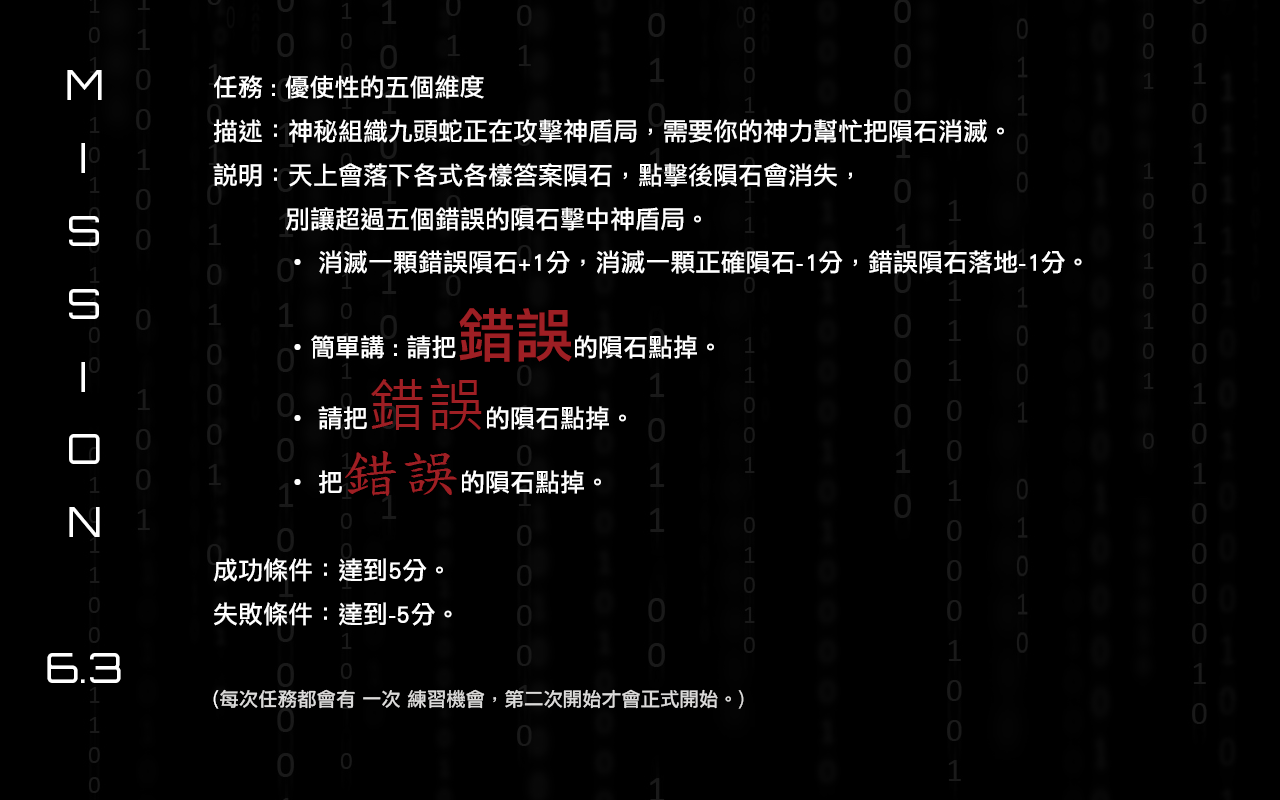 MISSION
6.3
任務 : 優使性的五個維度
描述：神秘組織九頭蛇正在攻擊神盾局，需要你的神力幫忙把隕石消滅。
說明：天上會落下各式各樣答案隕石，點擊後隕石會消失，
別讓超過五個錯誤的隕石擊中神盾局。
• 消滅一顆錯誤隕石+1分，消滅一顆正確隕石-1分，錯誤隕石落地-1分。
• 簡單講 : 請把錯誤的隕石點掉。
• 請把錯誤的隕石點掉。
• 把錯誤的隕石點掉。
成功條件：達到5分。
失敗條件：達到-5分。
(每次任務都會有 一次 練習機會，第二次開始才會正式開始。)